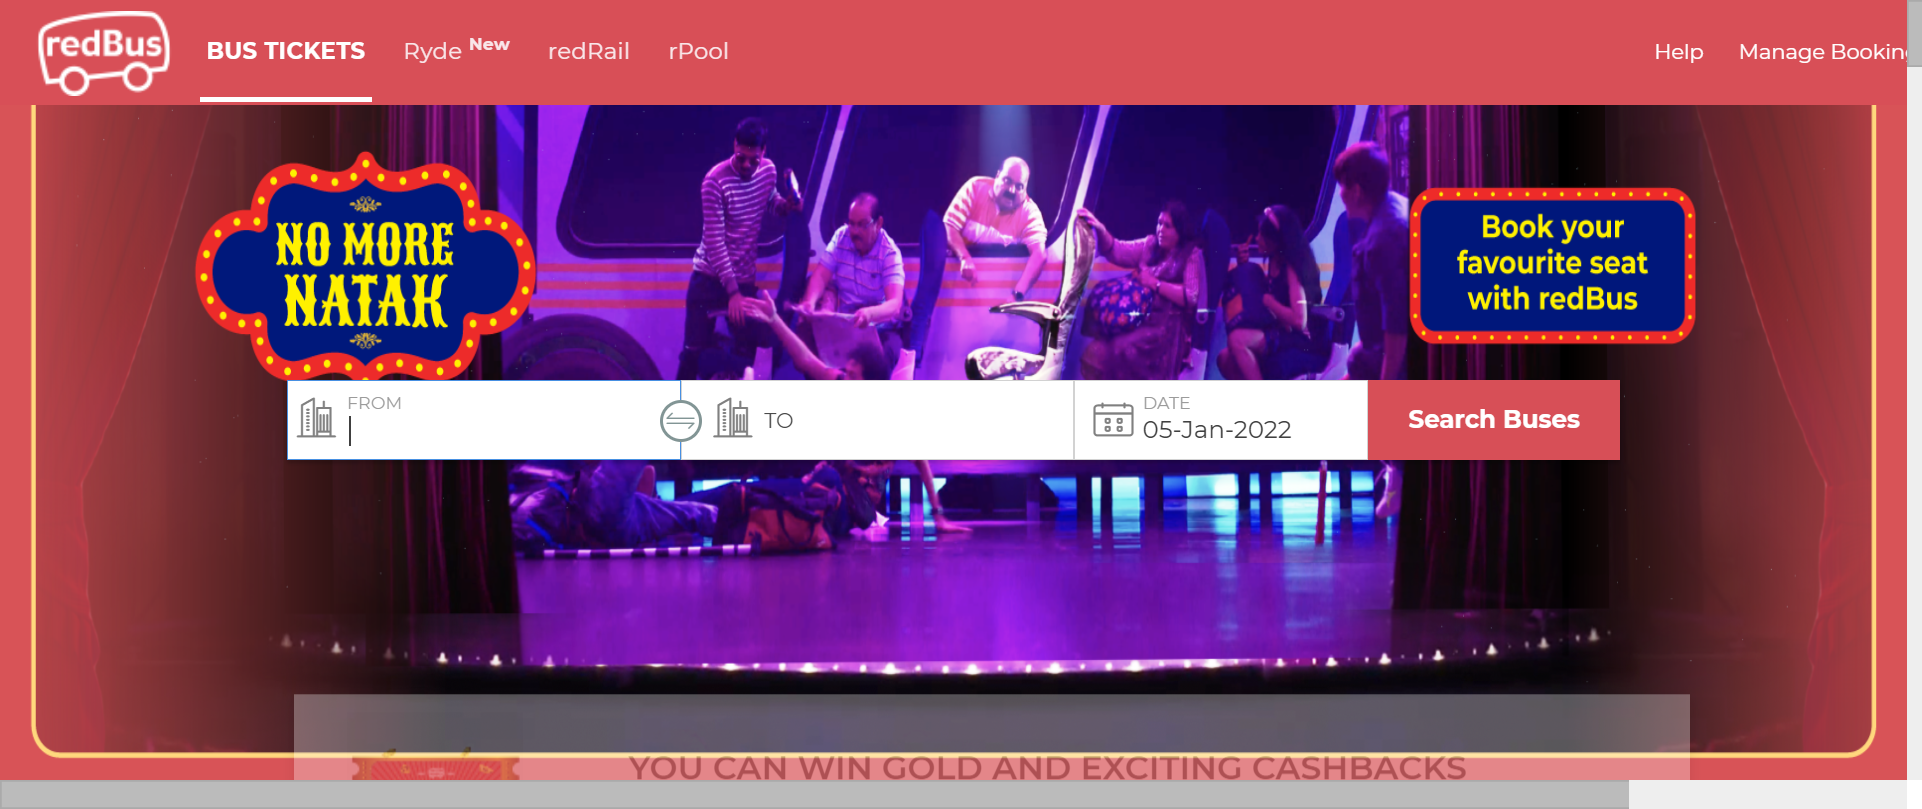 redBus
BUS TICKETS
Ryde New
redRail
rPool
Help
Manage Booking
NO MORE
NATAK
Book your
favourite seat
with redBus
FROM
TO
DATE
05-Jan-2022
Search Buses
YOU CAN WIN GOLD AND EXCITING CASHBACKS